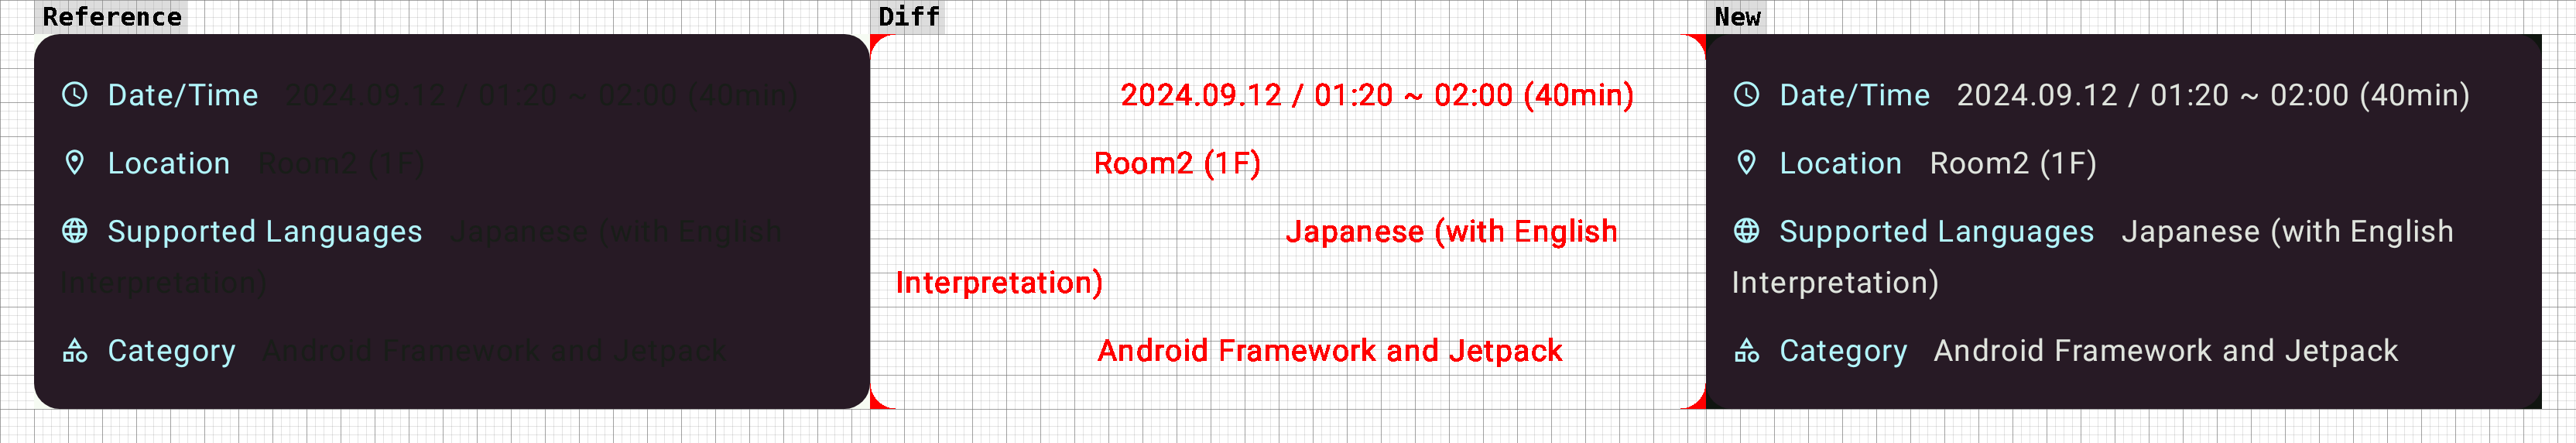 Reference
Date/Time 2024.09.12 / 01:20 ~ 02:00 (40min)
Location Room2 (1F)
Supported Languages Japanese (with English
Interpretation)
Category Android Framework and Jetpack
Diff
2024.09.12 / 01:20 ~ 02:00 (40min)
Room2 (1F)
Japanese (with English
Interpretation)
Android Framework and Jetpack
New
Date/Time 2024.09.12 / 01:20 ~ 02:00 (40min)
Location Room2 (1F)
Supported Languages Japanese (with English
Interpretation)
Category Android Framework and Jetpack